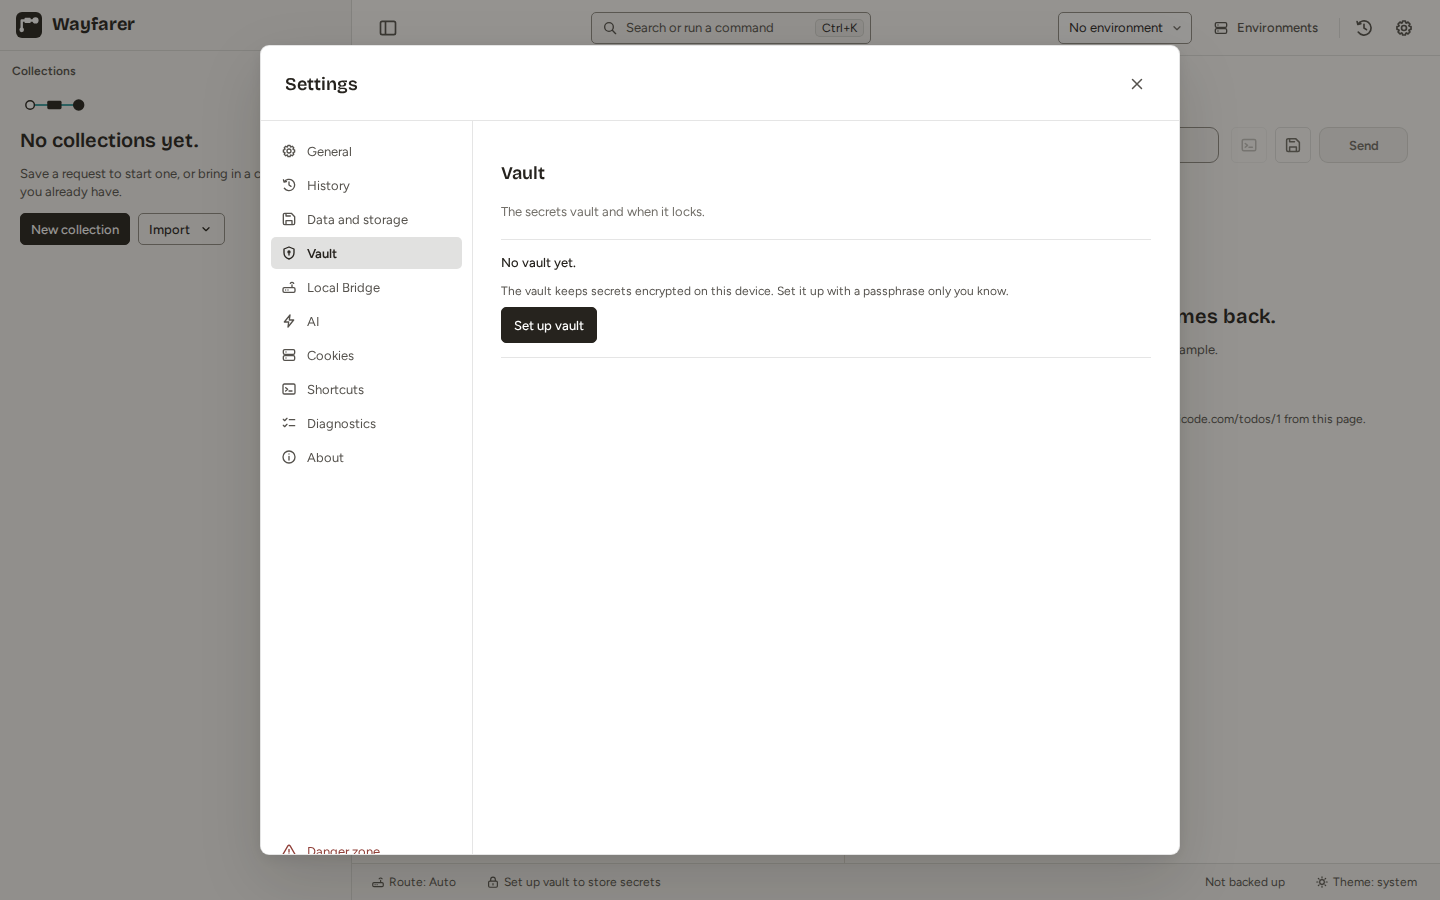 Wayfarer
Search or run a command
Ctrl+K
No environment
Environments
Collections
No collections yet.
Save a request to start one, or bring in a c
you already have.
New collection
Import
Settings
General
History
Data and storage
Vault
Local Bridge
AI
Cookies
Shortcuts
Diagnostics
About
Danger zone
Vault
The secrets vault and when it locks.
No vault yet.
The vault keeps secrets encrypted on this device. Set it up with a passphrase only you know.
Set up vault
Send
mes back.
ample.
code.com/todos/1 from this page.
Route: Auto
Set up vault to store secrets
Not backed up
Theme: system